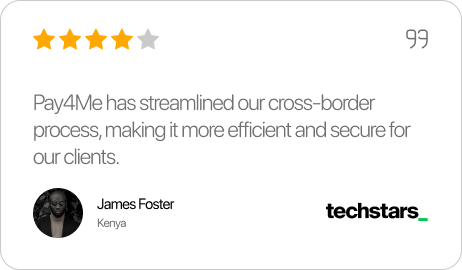 Pay4Me has streamlined our cross-border
process, making it more efficient and secure for
our clients.
James Foster
Kenya
techstars_